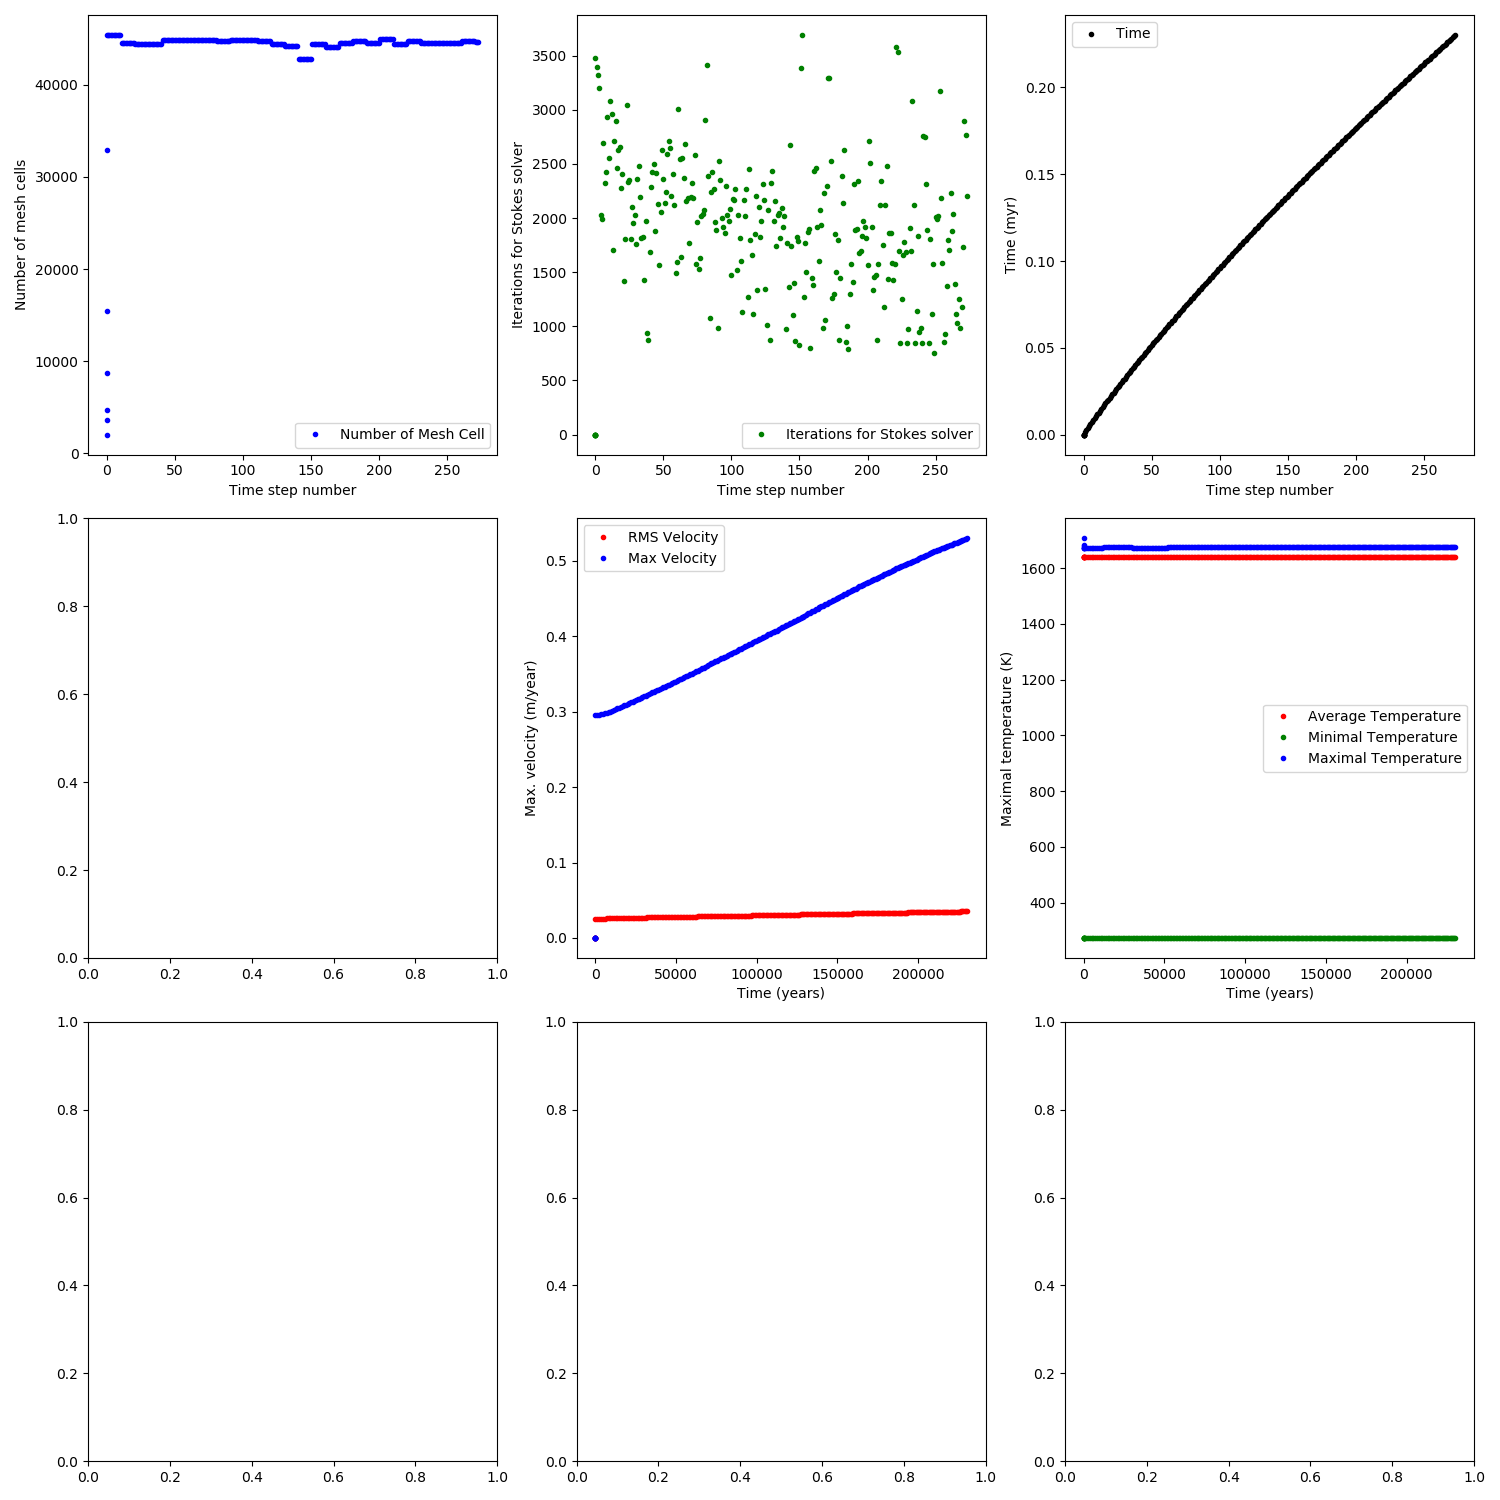 Number of mesh cells
40000
30000
20000
10000
0
Number of Mesh Cell
0 50 100 150 200 250
Time step number
Iterations for Stokes solver
3500
3000
2500
2000
1500
1000
500
0
Iterations for Stokes solver
0 50 100 150 200 250
Time step number
Time (myr)
0.20
0.15
0.10
0.05
0.00
Time
0 50 100 150 200 250
Time step number
1.0
0.8
0.6
0.4
0.2
0.0
0.0 0.2 0.4 0.6 0.8 1.0
Max. velocity (m/year)
0.5
0.4
0.3
0.2
0.1
0.0
RMS Velocity
Max Velocity
0 50000 100000 150000 200000
Time (years)
Maximal temperature (K)
1600
1400
1200
1000
800
600
400
Average Temperature
Minimal Temperature
Maximal Temperature
0 50000 100000 150000 200000
Time (years)
1.0
0.8
0.6
0.4
0.2
0.0
0.0 0.2 0.4 0.6 0.8 1.0
1.0
0.8
0.6
0.4
0.2
0.0
0.0 0.2 0.4 0.6 0.8 1.0
1.0
0.8
0.6
0.4
0.2
0.0
0.0 0.2 0.4 0.6 0.8 1.0